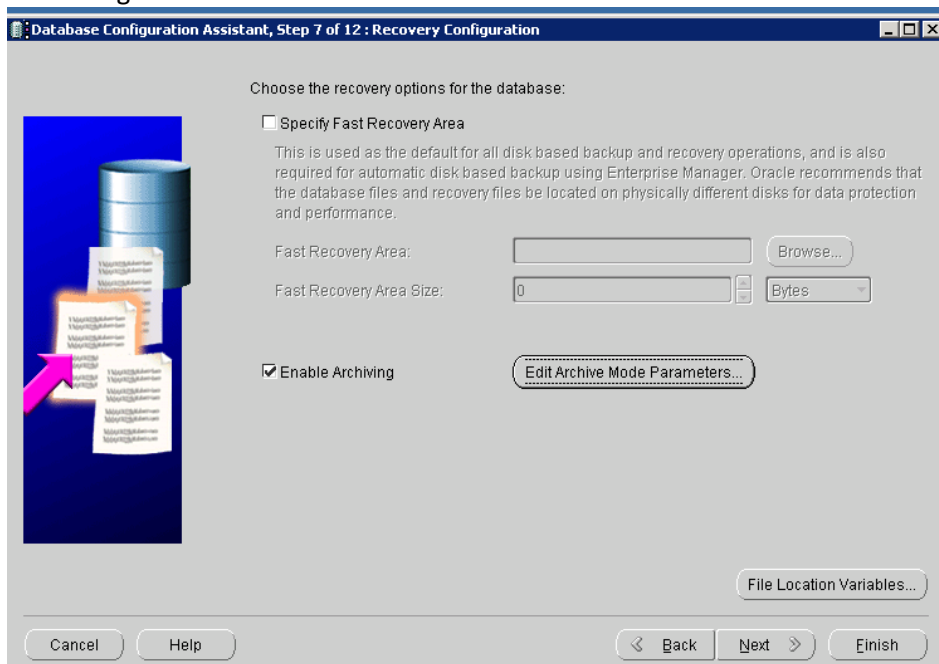 Database Configuration Assistant, Step 7 of 12 : Recovery Configuration
Choose the recovery options for the database:
Specify Fast Recovery Area
This is used as the default for all disk based backup and recovery operations, and is also
required for automatic disk based backup using Enterprise Manager. Oracle recommends that
the database files and recovery files be located on physically different disks for data protection
and performance.
Fast Recovery Area:
Browse...
Fast Recovery Area Size:
0
Bytes
Enable Archiving
Edit Archive Mode Parameters...
File Location Variables...
Cancel
Help
Back
Next
Finish